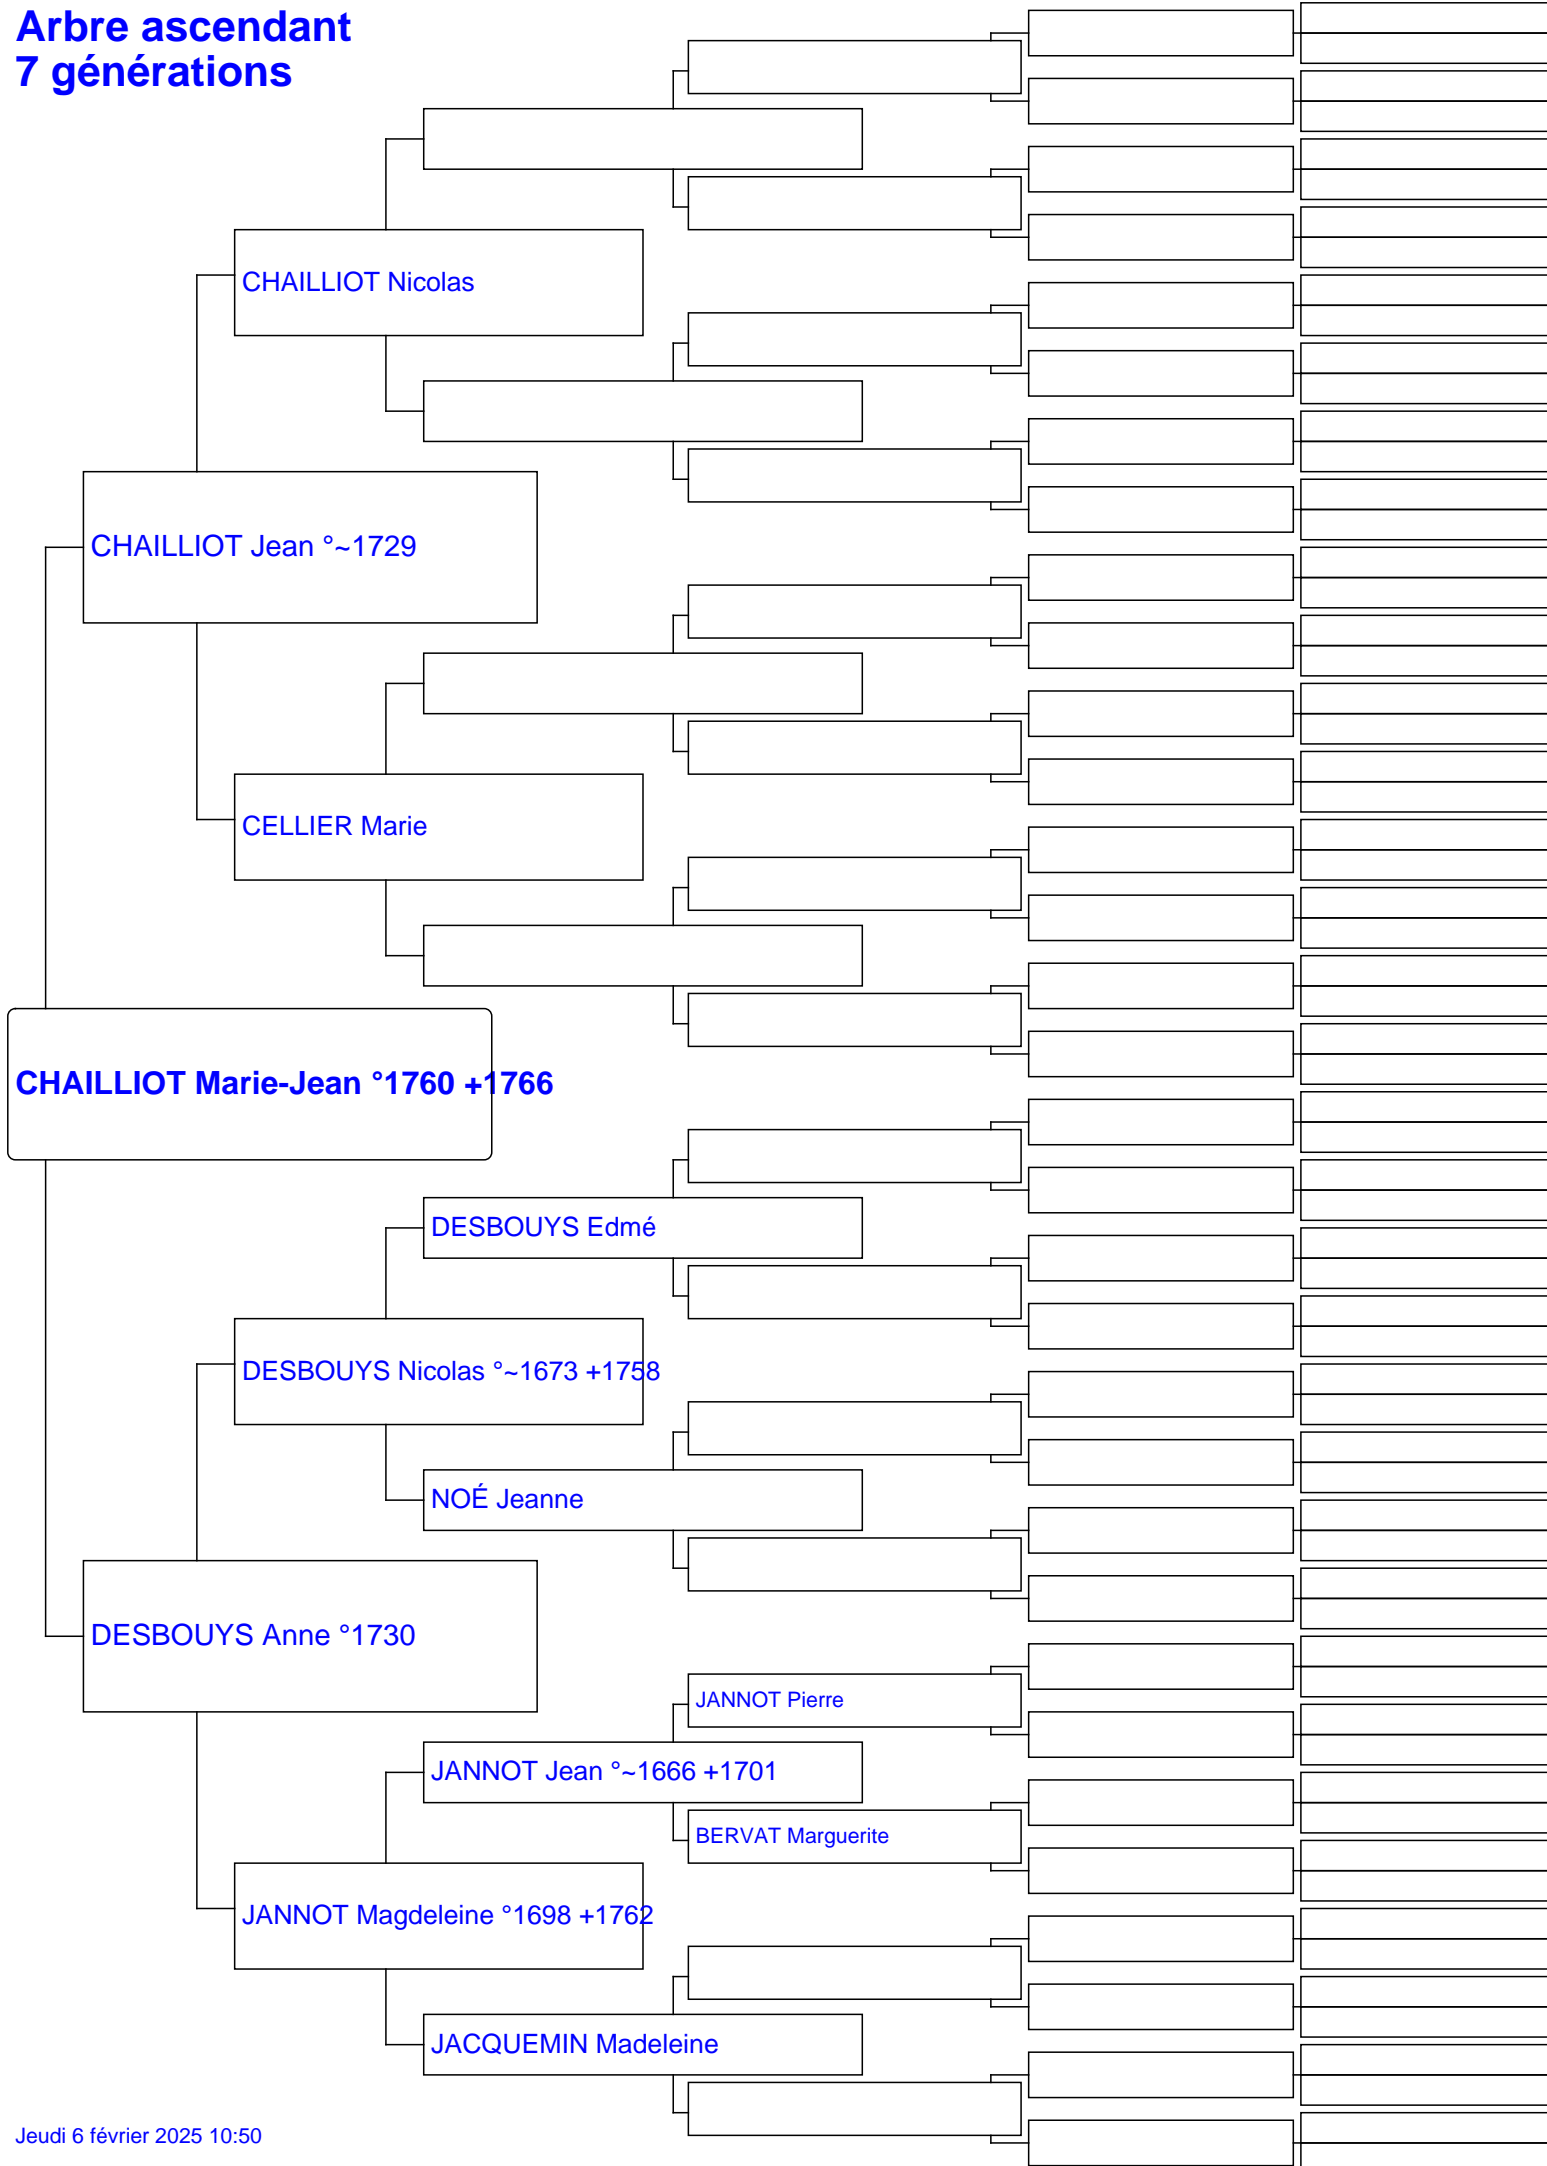 Arbre ascendant
7 générations
CHAILLIOT Nicolas
CHAILLIOT Jean °~1729
CELLIER Marie
CHAILLIOT Marie-Jean °1760 +1766
DESBOUYS Edmé
DESBOUYS Nicolas °~1673 +1758
NOÉ Jeanne
DESBOUYS Anne °1730
JANNOT Pierre
JANNOT Jean °~1666 +1701
BERVAT Marguerite
JANNOT Magdeleine °1698 +1762
JACQUEMIN Madeleine
Jeudi 6 février 2025 10:50